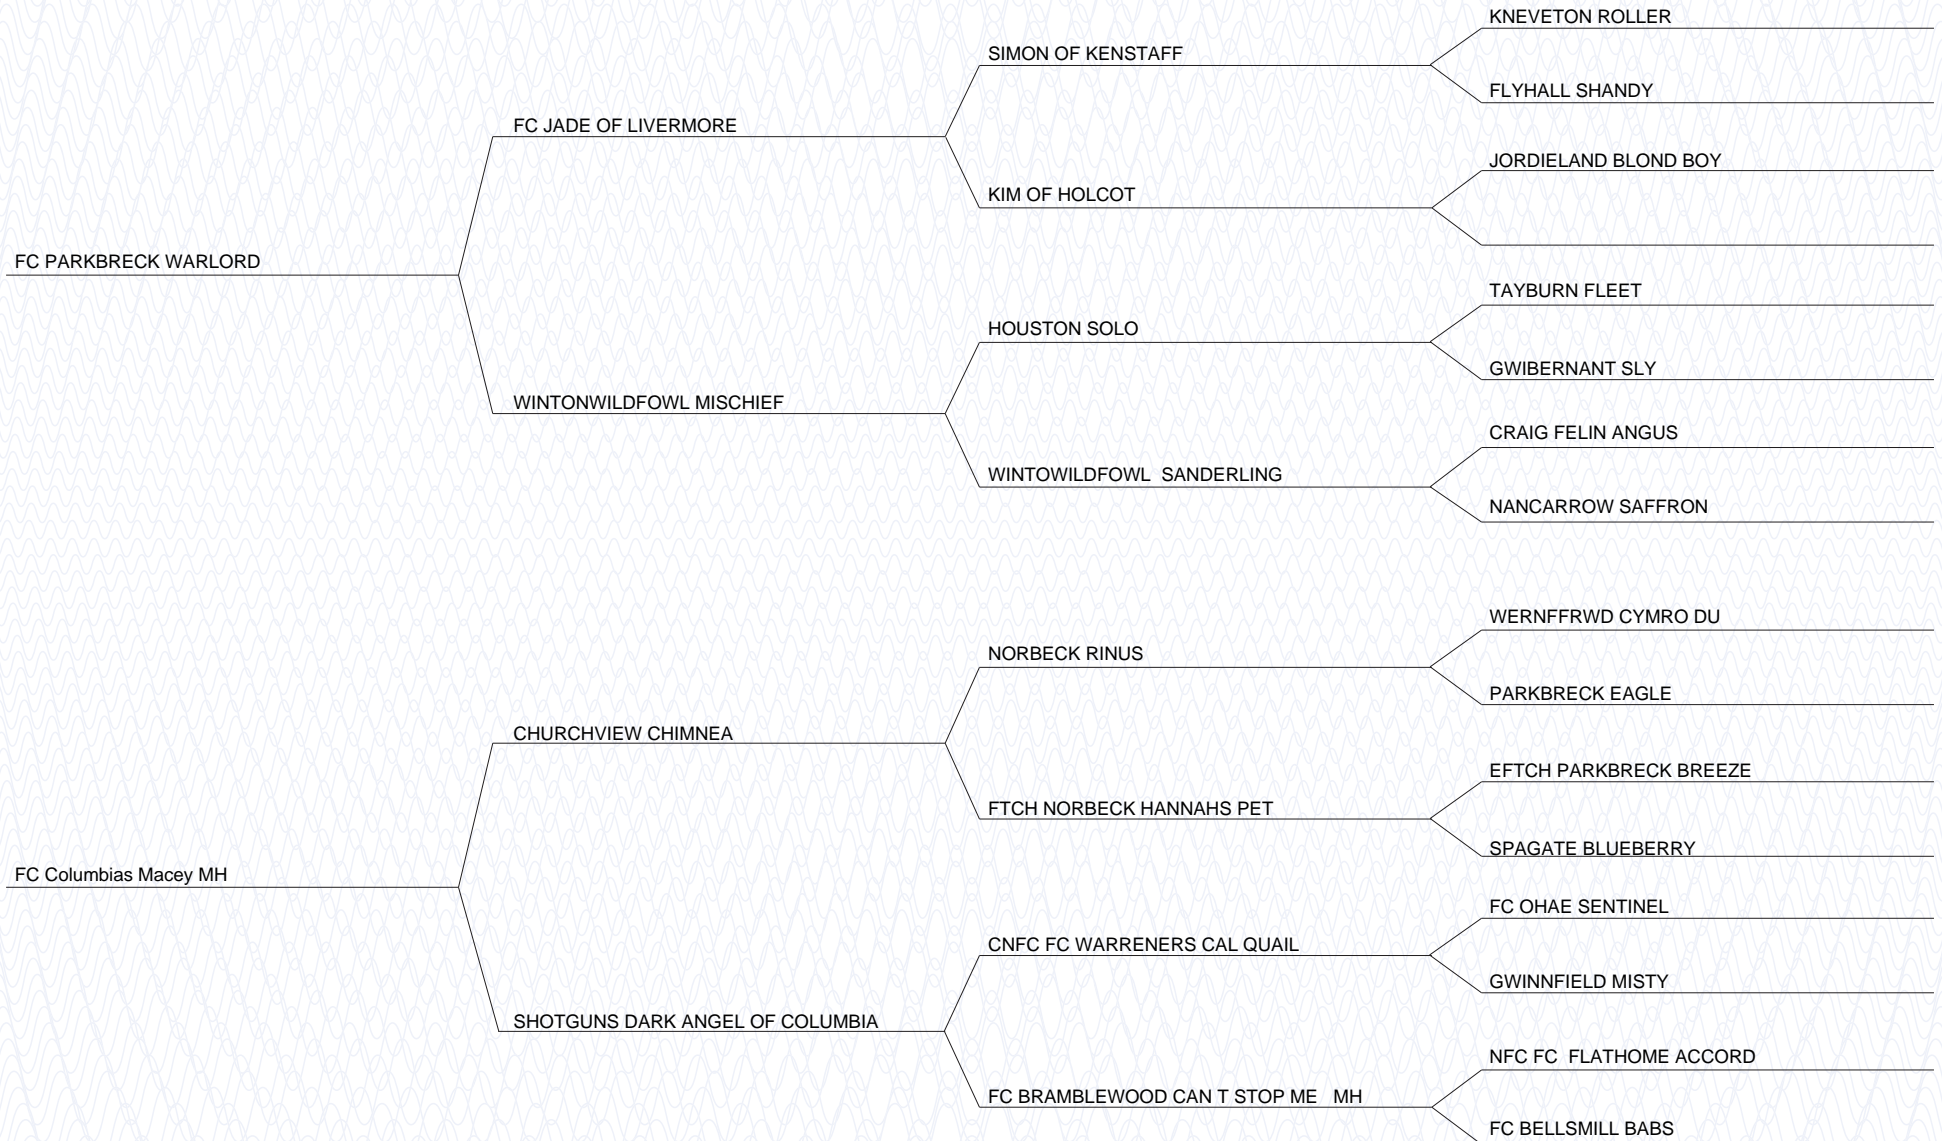 KNEVETON ROLLER
SIMON OF KENSTAFF
FLYHALL SHANDY
FC JADE OF LIVERMORE
JORDIELAND BLOND BOY
KIM OF HOLCOT
FC PARKBRECK WARLORD
TAYBURN FLEET
HOUSTON SOLO
GWIBERNANT SLY
WINTONWILDFOWL MISCHIEF
CRAIG FELIN ANGUS
WINTOWILDFOWL  SANDERLING
NANCARROW SAFFRON
WERNFFRWD CYMRO DU
NORBECK RINUS
PARKBRECK EAGLE
CHURCHVIEW CHIMNEA
EFTCH PARKBRECK BREEZE
FTCH NORBECK HANNAHS PET
SPAGATE BLUEBERRY
FC Columbias Macey MH
FC OHAE SENTINEL
CNFC FC WARRENERS CAL QUAIL
GWINNFIELD MISTY
SHOTGUNS DARK ANGEL OF COLUMBIA
NFC FC  FLATHOME ACCORD
FC BRAMBLEWOOD CAN T STOP ME   MH
FC BELLSMILL BABS